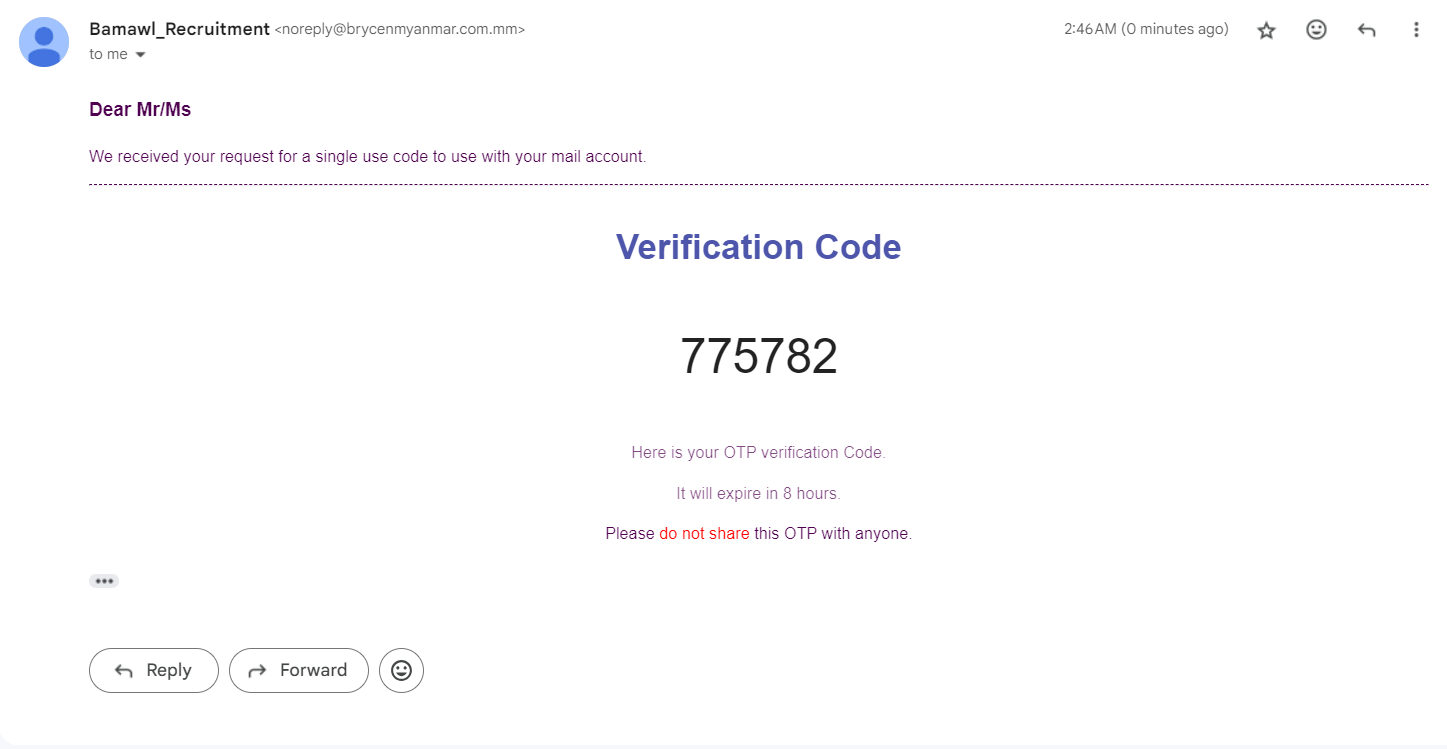 Bamawl_Recruitment <noreply@brycenmyanmar.com.mm> 2:46 AM (0 minutes ago)
to me
Dear Mr/Ms
We received your request for a single use code to use with your mail account.
Verification Code
775782
Here is your OTP verification Code.
It will expire in 8 hours.
Please do not share this OTP with anyone.
Reply Forward